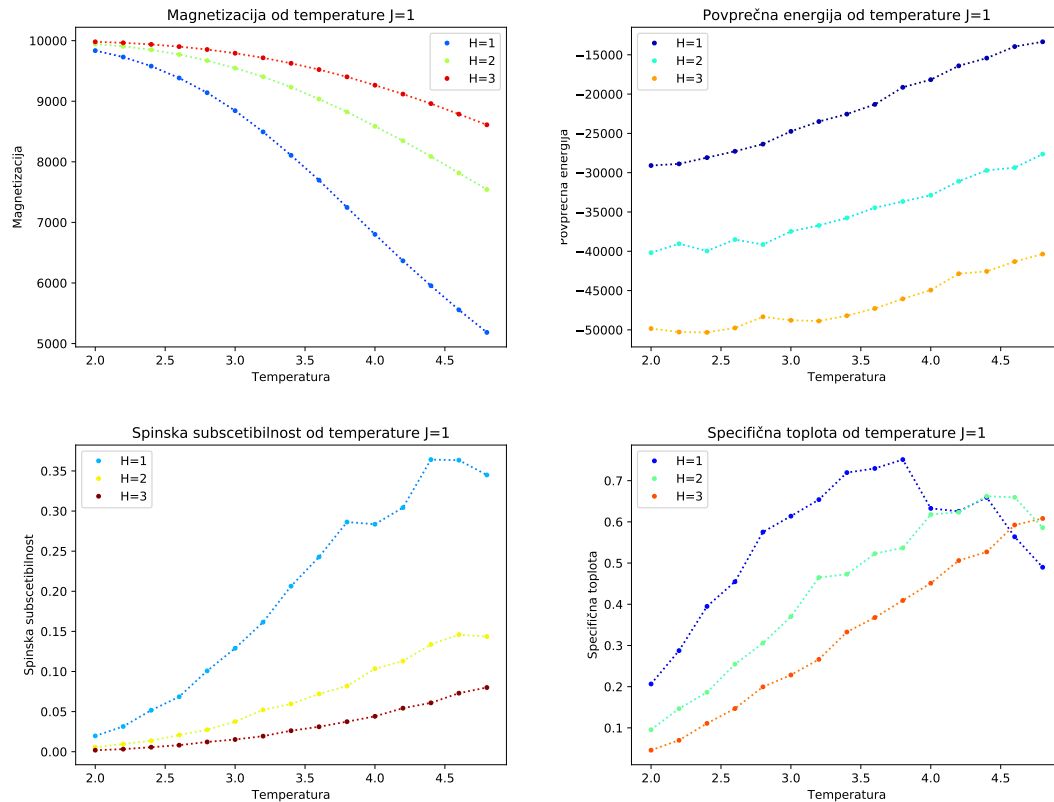 Magnetizacija od temperature J=1
10000
9000
8000
7000
6000
5000
Magnetizacija
H=1
H=2
H=3
2.0 2.5 3.0 3.5 4.0 4.5
Temperatura
Povprečna energija J=1
−15000
−20000
−25000
−30000
−35000
−40000
−45000
−50000
Povprečna energija
H=1
H=2
H=3
2.0 2.5 3.0 3.5 4.0 4.5
Temperatura
Spinska subscetibilnost od temperature J=1
0.35
0.30
0.25
0.20
0.15
0.10
0.05
0.00
Spinska subscetibilnost
H=1
H=2
H=3
2.0 2.5 3.0 3.5 4.0 4.5
Temperatura
Specifična toplota od temperature J=1
0.7
0.6
0.5
0.4
0.3
0.2
0.1
Specifična toplota
H=1
H=2
H=3
2.0 2.5 3.0 3.5 4.0 4.5
Temperatura